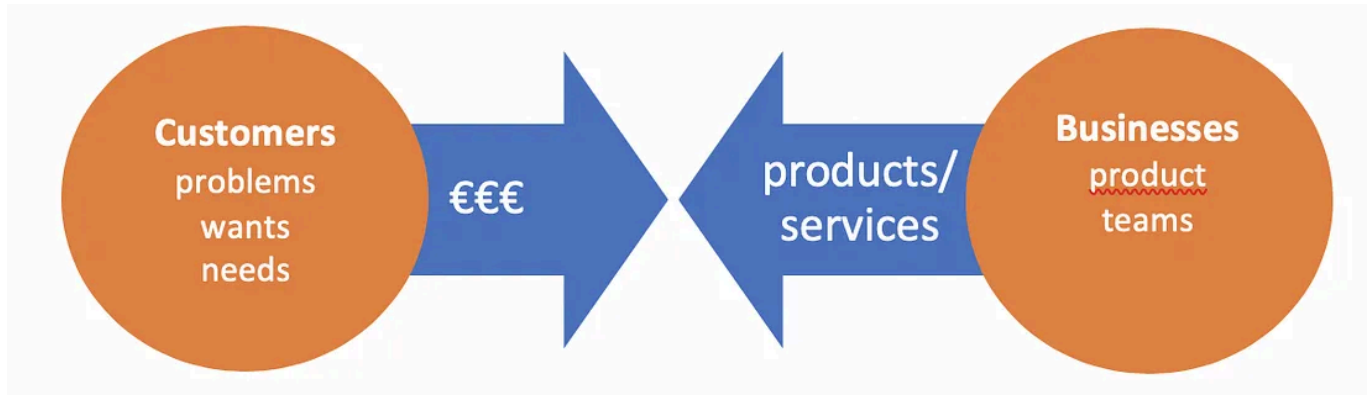 Customers
problems
wants
needs
€€€
products/
services
Businesses
product
teams